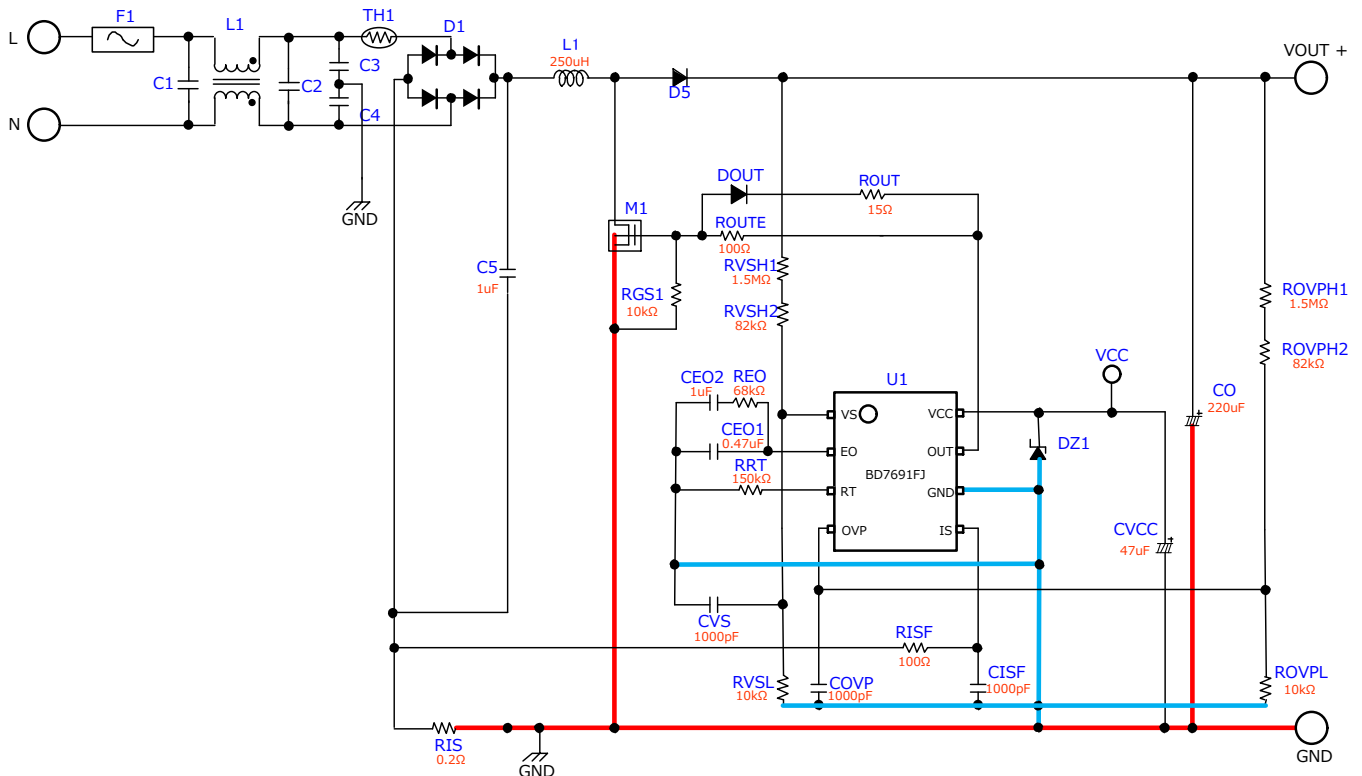 F1
L1
TH1
D1
L
C1
C2
C3
C4
N
GND
L1
250uH
D5
VOUT +
DOUT
ROUT
15Ω
M1
ROUTE
100Ω
C5
1uF
RGS1
10kΩ
RVSH1
1.5MΩ
RVSH2
82kΩ
ROVPH1
1.5MΩ
ROVPH2
82kΩ
VCC
CO
220uF
CEO2
1uF
REO
68kΩ
CEO1
0.47uF
RRT
150kΩ
U1
VS
VCC
EO
OUT
BD7691FJ
RT
GND
OVP
IS
DZ1
CVCC
47uF
CVS
1000pF
RISF
100Ω
RVSL
10kΩ
COVP
1000pF
CISF
1000pF
ROVPL
10kΩ
RIS
0.2Ω
GND
GND